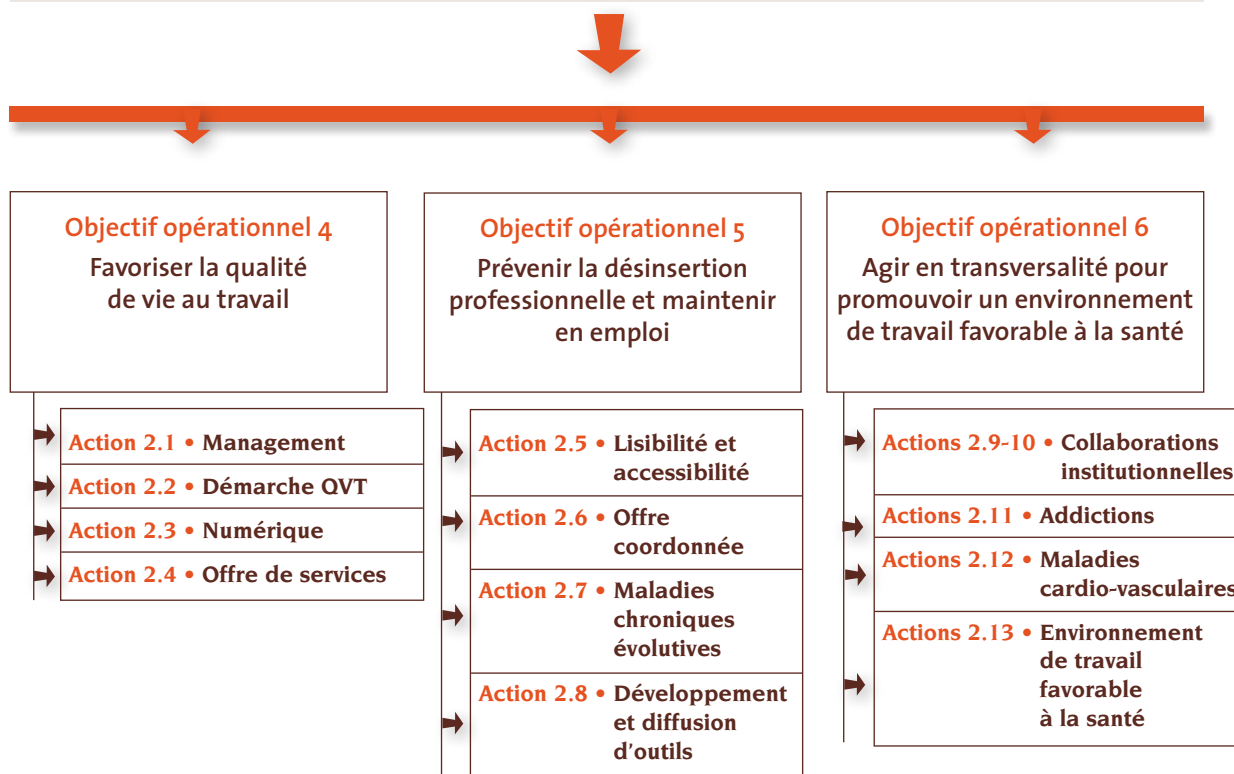 Objectif opérationnel 4
Favoriser la qualité
de vie au travail
Action 2.1 • Management
Action 2.2 • Démarche QVT
Action 2.3 • Numérique
Action 2.4 • Offre de services
Objectif opérationnel 5
Prévenir la désinsertion
professionnelle et maintenir
en emploi
Action 2.5 • Lisibilité et
accessibilité
Action 2.6 • Offre
coordonnée
Action 2.7 • Maladies
chroniques
évolutives
Action 2.8 • Développement
et diffusion
d'outils
Objectif opérationnel 6
Agir en transversalité pour
promouvoir un environnement
de travail favorable à la santé
Actions 2.9-10 • Collaborations
institutionnelles
Actions 2.11 • Addictions
Actions 2.12 • Maladies
cardio-vasculaires
Actions 2.13 • Environnement
de travail
favorable
à la santé